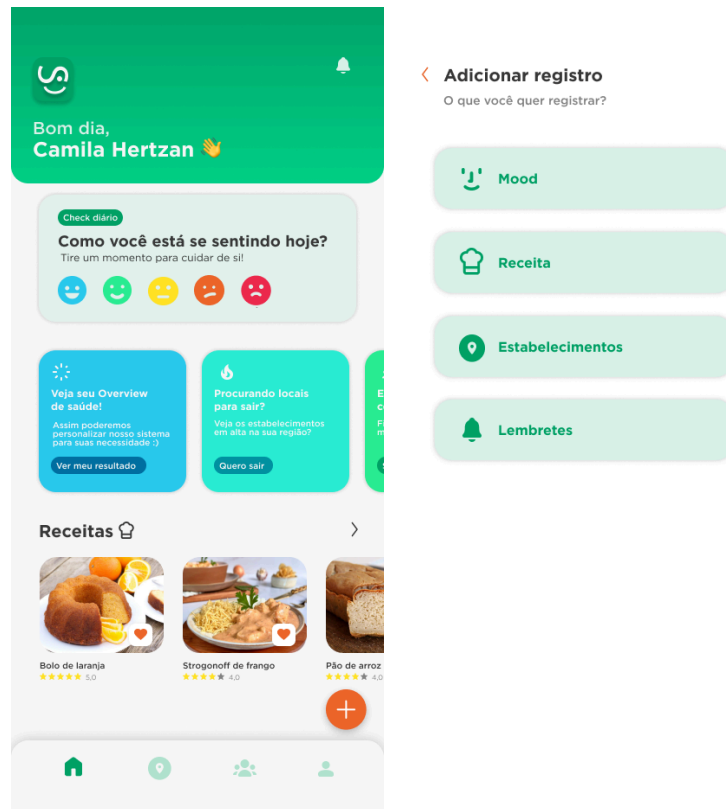 Bom dia,
Camila Hertzan 👋
Check diário
Como você está se sentindo hoje?
Tire um momento para cuidar de si!
Veja seu Overview
de saúde!
Assim poderemos
personalizar nosso sistema
para suas necessidade :)
Ver meu resultado
Procurando locais
para sair?
Veja os estabelecimentos
em alta na sua região?
Quero sair
Receitas
Bolo de laranja
5,0
Strogonoff de frango
4,0
Pão de arroz
4,0
Adicionar registro
O que você quer registrar?
Mood
Receita
Estabelecimentos
Lembretes